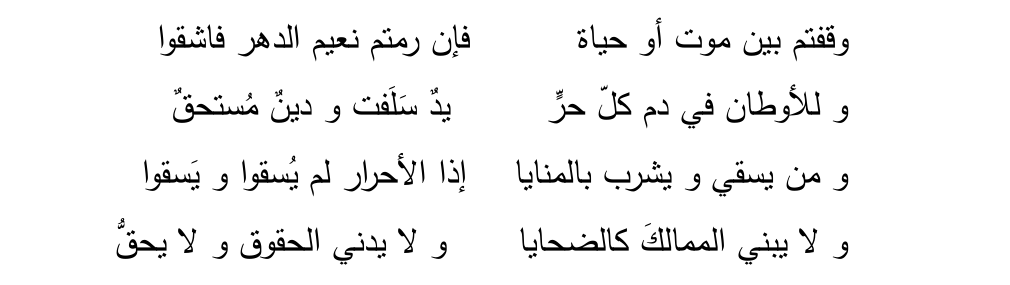 وقفتم بين موت أو حياة فإن رمتم نعيم الدهر فاشقوا
و للأوطان في دم كلّ حرٍّ يدٌ سَلَفت و دينٌ مُستحقٌ
و من يسقي و يشرب بالمنايا إذا الأحرار لم يُسقوا و يَسقوا
و لا يبني الممالكَ كالضحايا و لا يدني الحقوق و لا يحقُّ